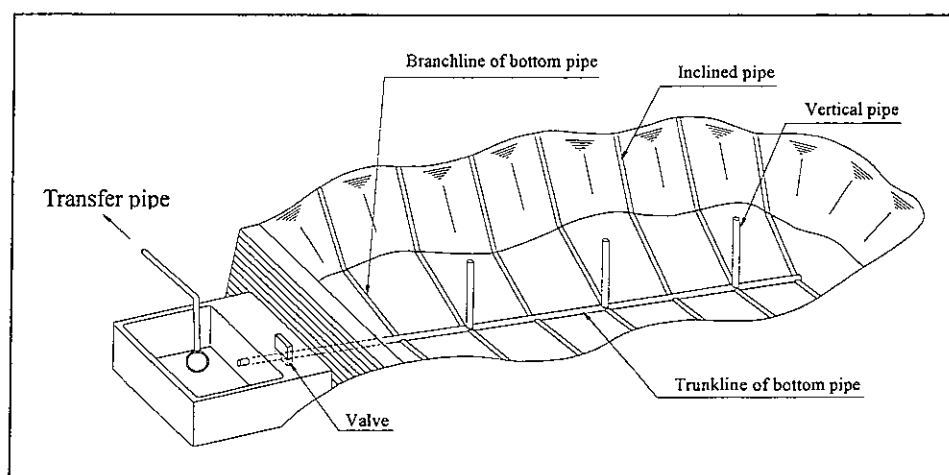 Branchline of bottom pipe
Inclined pipe
Vertical pipe
Transfer pipe
Trunkline of bottom pipe
Valve